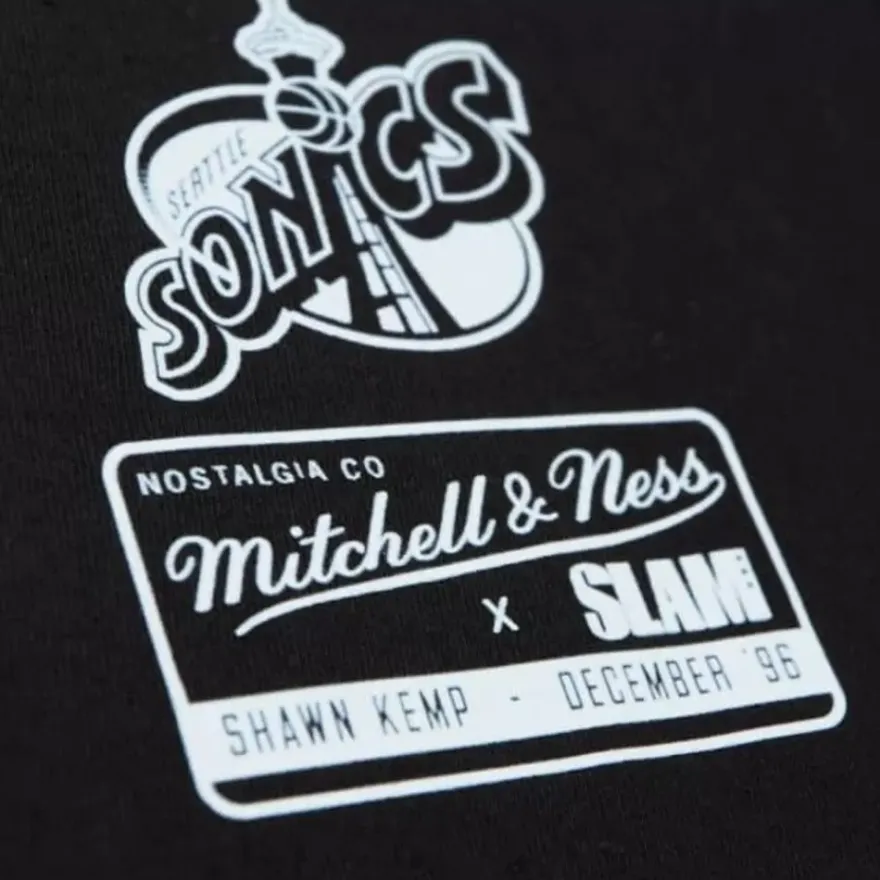 SEATTLE
SONICS
NOSTALGIA CO
Mitchell & Ness
X SLAM
SHAWN KEMP - DECEMBER '96